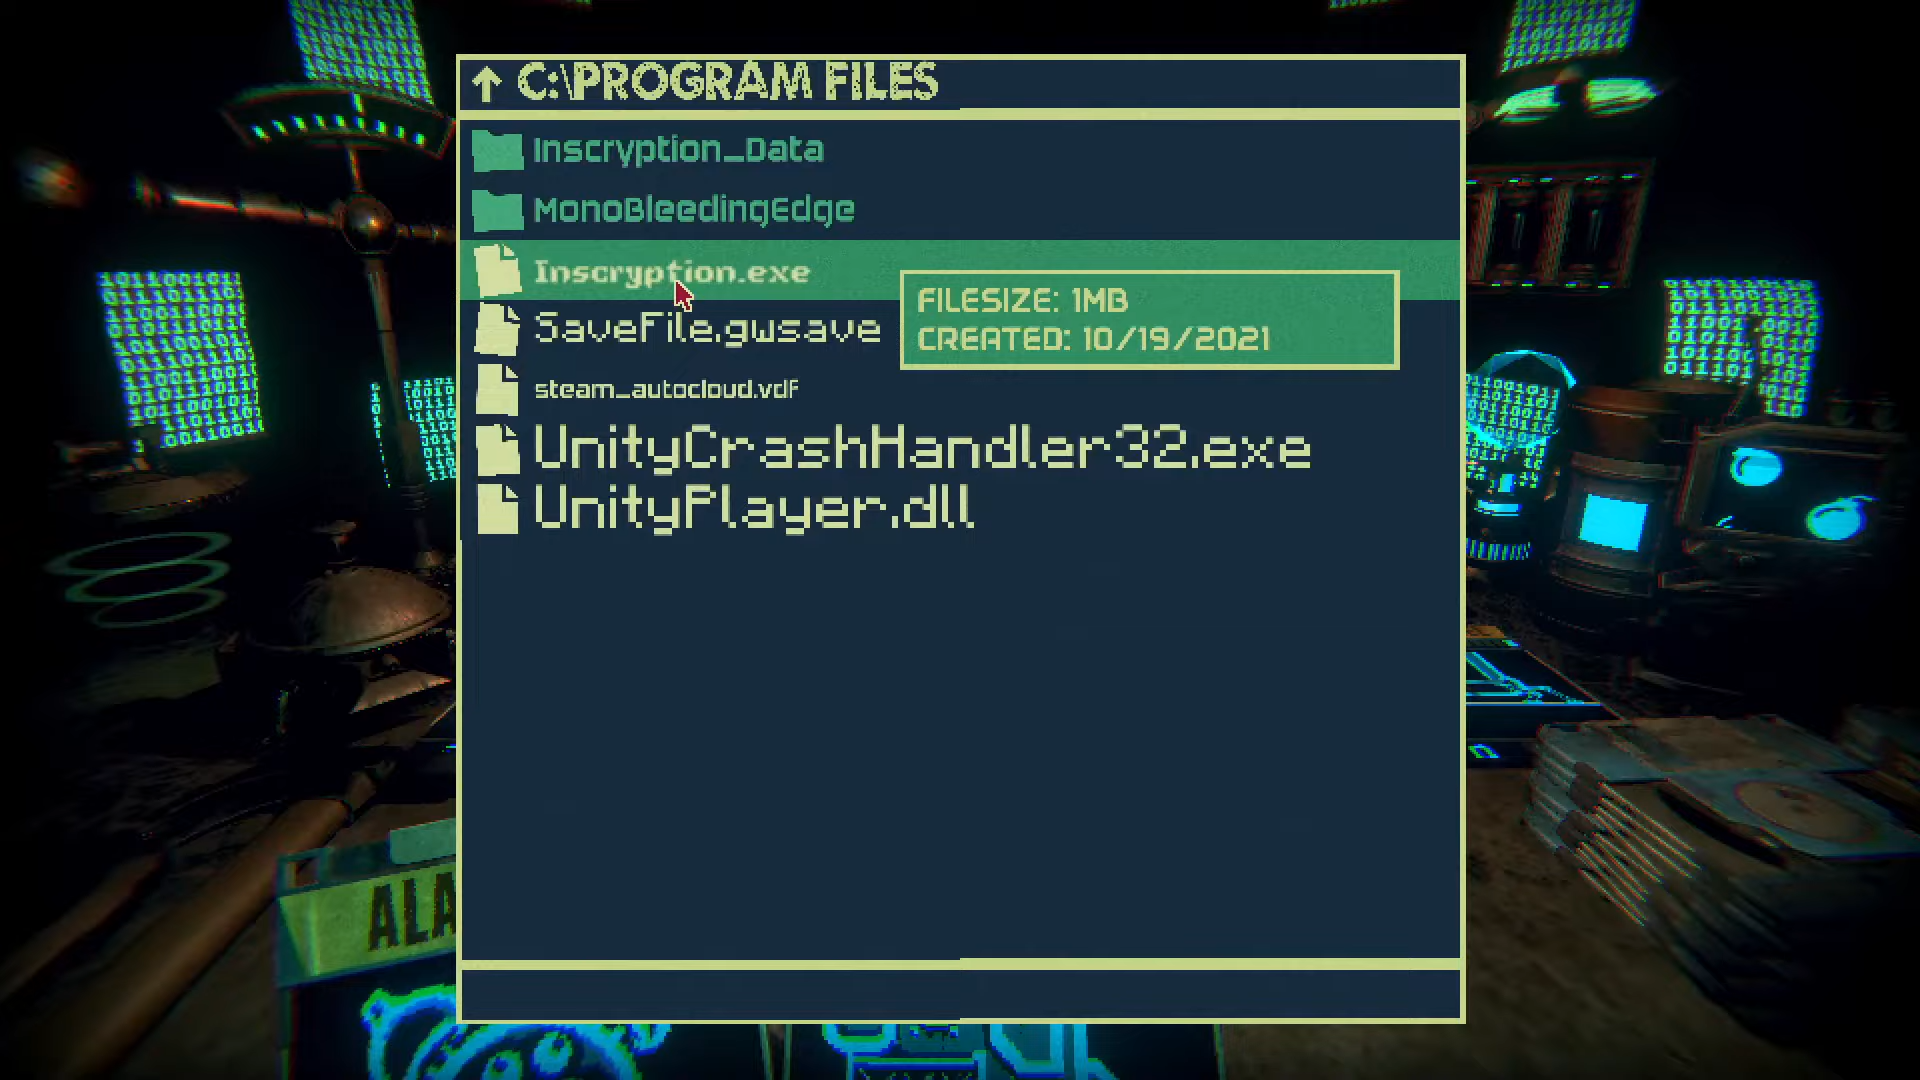 ↑ C:\PROGRAM FILES
Inscryption_Data
MonoBleedingEdge
Inscryption.exe
FILESIZE: 1MB
CREATED: 10/19/2021
SaveFile.gwsave
steam_autocloud.vdf
UnityCrashHandler32.exe
UnityPlayer.dll
ALA